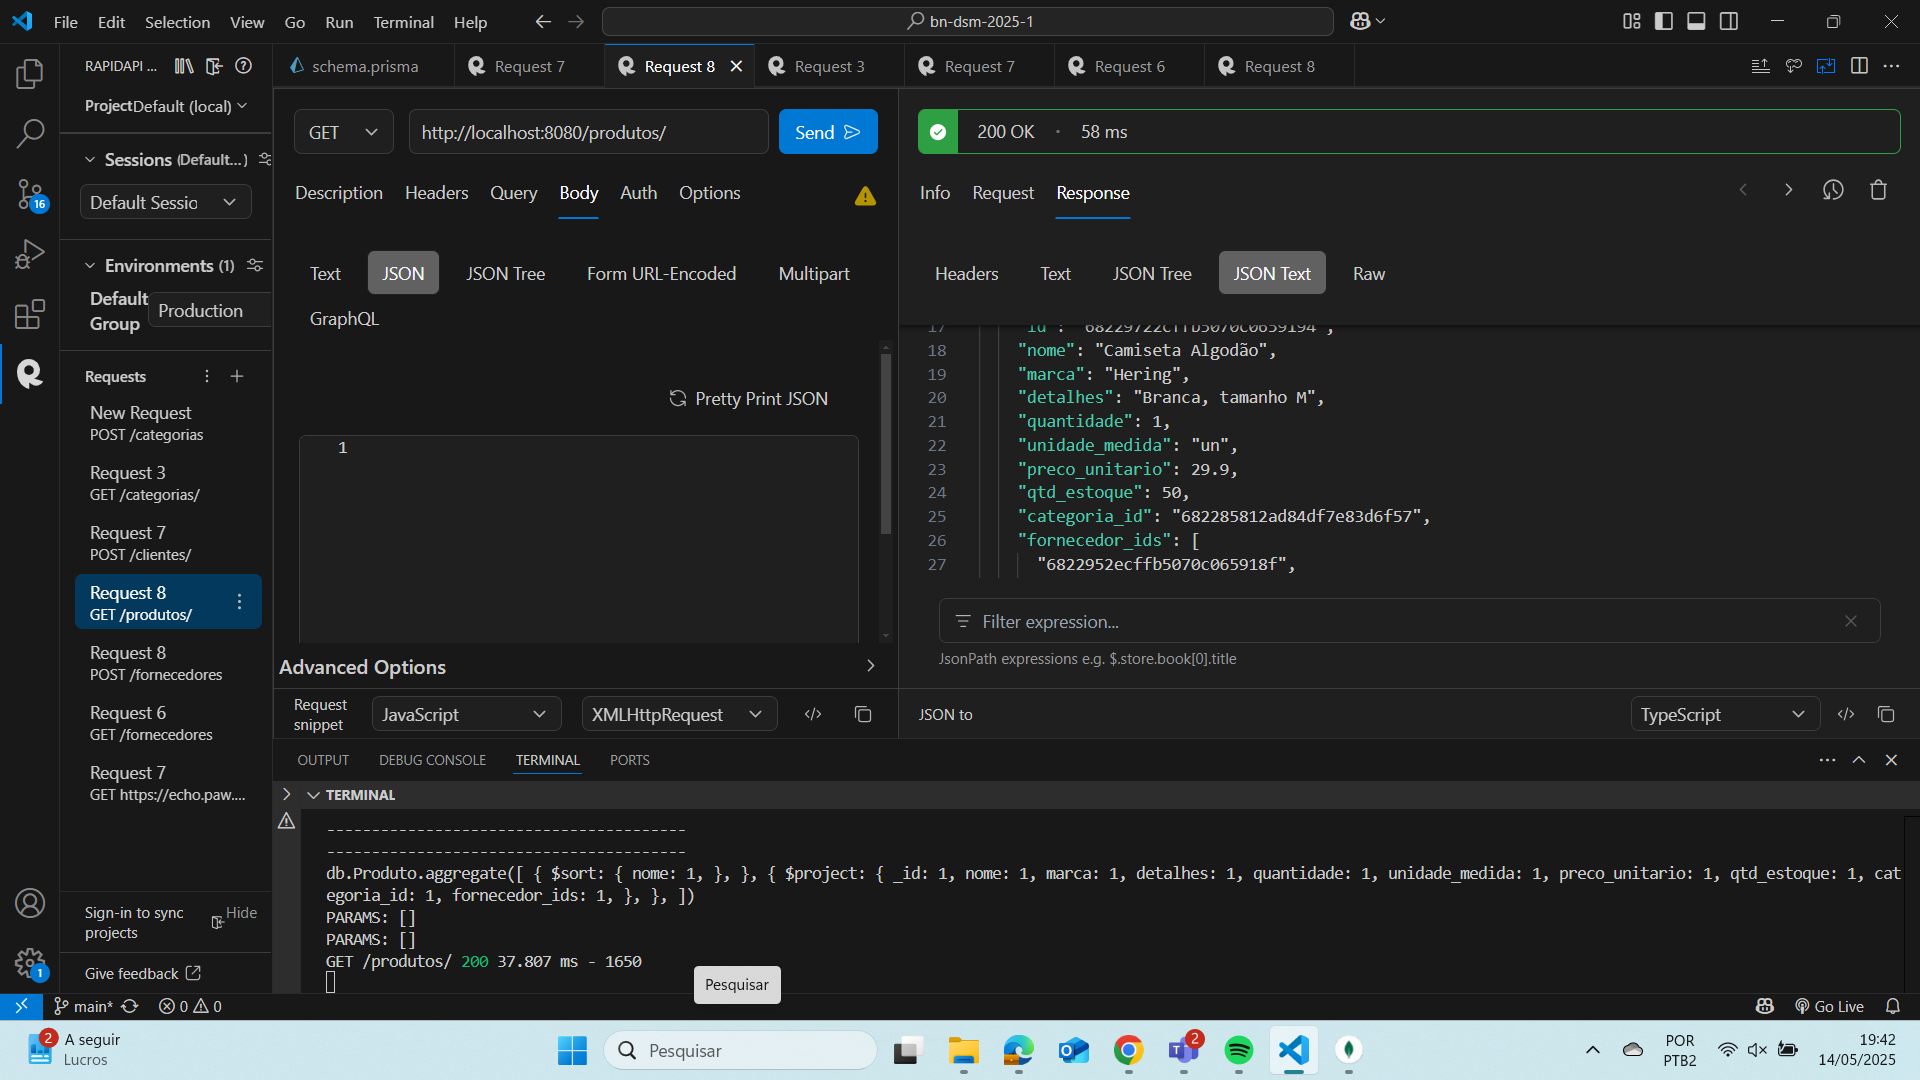 File Edit Selection View Go Run Terminal Help
bn-dsm-2025-1
RAPIDAPI ...
schema.prisma
Request 7
Request 8
Request 3
Request 7
Request 6
Request 8
Project Default (local)
Sessions (Default...)
Default Sessio
Environments (1)
Default Group
Production
Requests
New Request
POST /categorias
Request 3
GET /categorias/
Request 7
POST /clientes/
Request 8
GET /produtos/
Request 8
POST /fornecedores
Request 6
GET /fornecedores
Request 7
GET https://echo.paw....
Sign-in to sync projects
Hide
Give feedback
16
1
GET
http://localhost:8080/produtos/
Send
Description Headers Query Body Auth Options
Text JSON JSON Tree Form URL-Encoded Multipart
GraphQL
Pretty Print JSON
1
Advanced Options
Request snippet
JavaScript
XMLHttpRequest
200 OK · 58 ms
Info Request Response
Headers Text JSON Tree JSON Text Raw
17 "id": "68229722cffb5070c0659194",
18 "nome": "Camiseta Algodão",
19 "marca": "Hering",
20 "detalhes": "Branca, tamanho M",
21 "quantidade": 1,
22 "unidade_medida": "un",
23 "preco_unitario": 29.9,
24 "qtd_estoque": 50,
25 "categoria_id": "682285812ad84df7e83d6f57",
26 "fornecedor_ids": [
27 "6822952ecffb5070c065918f",
Filter expression...
JsonPath expressions e.g. $.store.book[0].title
JSON to
TypeScript
OUTPUT DEBUG CONSOLE TERMINAL PORTS
TERMINAL
----------------------------------------
----------------------------------------
db.Produto.aggregate([ { $sort: { nome: 1, }, }, { $project: { _id: 1, nome: 1, marca: 1, detalhes: 1, quantidade: 1, unidade_medida: 1, preco_unitario: 1, qtd_estoque: 1, cat
egoria_id: 1, fornecedor_ids: 1, }, }, ])
PARAMS: []
PARAMS: []
GET /produtos/ 200 37.807 ms - 1650
Pesquisar
main* 0 0
Go Live
2
A seguir
Lucros
Pesquisar
2
POR
PTB2
19:42
14/05/2025